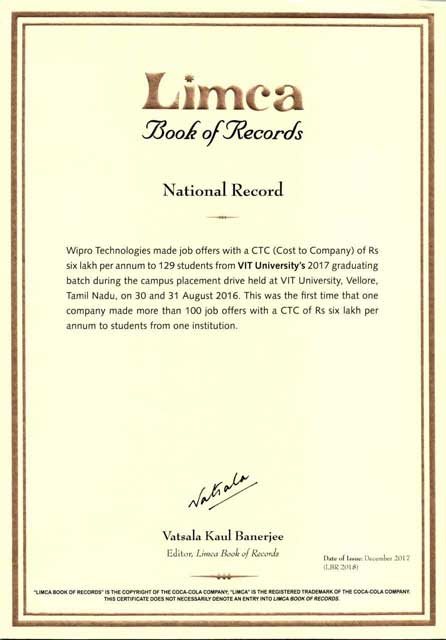 Limca
Book of Records
National Record
Wipro Technologies made job offers with a CTC (Cost to Company) of Rs
six lakh per annum to 129 students from VIT University's 2017 graduating
batch during the campus placement drive held at VIT University, Vellore,
Tamil Nadu, on 30 and 31 August 2016. This was the first time that one
company made more than 100 job offers with a CTC of Rs six lakh per
annum to students from one institution.
Vatsala
Vatsala Kaul Banerjee
Editor, Limca Book of Records
Date of Issue: December 2017
(LBR 2018)
"LIMCA BOOK OF RECORDS" IS THE COPYRIGHT OF THE COCA-COLA COMPANY; "LIMCA" IS THE REGISTERED TRADEMARK OF THE COCA-COLA COMPANY.
THIS CERTIFICATE DOES NOT NECESSARILY DENOTE AN ENTRY INTO LIMCA BOOK OF RECORDS.